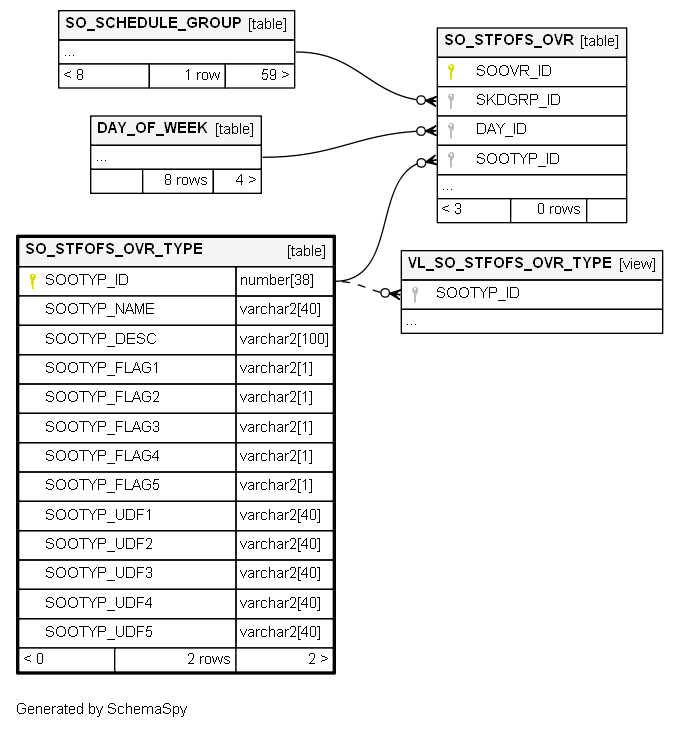 SO_SCHEDULE_GROUP [table]
...
< 8 1 row 59 >
DAY_OF_WEEK [table]
...
8 rows 4 >
SO_STFOFS_OVR [table]
SOOVR_ID
SKDGRP_ID
DAY_ID
SOOTYP_ID
...
< 3 0 rows
SO_STFOFS_OVR_TYPE [table]
SOOTYP_ID number[38]
SOOTYP_NAME varchar2[40]
SOOTYP_DESC varchar2[100]
SOOTYP_FLAG1 varchar2[1]
SOOTYP_FLAG2 varchar2[1]
SOOTYP_FLAG3 varchar2[1]
SOOTYP_FLAG4 varchar2[1]
SOOTYP_FLAG5 varchar2[1]
SOOTYP_UDF1 varchar2[40]
SOOTYP_UDF2 varchar2[40]
SOOTYP_UDF3 varchar2[40]
SOOTYP_UDF4 varchar2[40]
SOOTYP_UDF5 varchar2[40]
< 0 2 rows 2 >
VL_SO_STFOFS_OVR_TYPE [view]
SOOTYP_ID
...
Generated by SchemaSpy